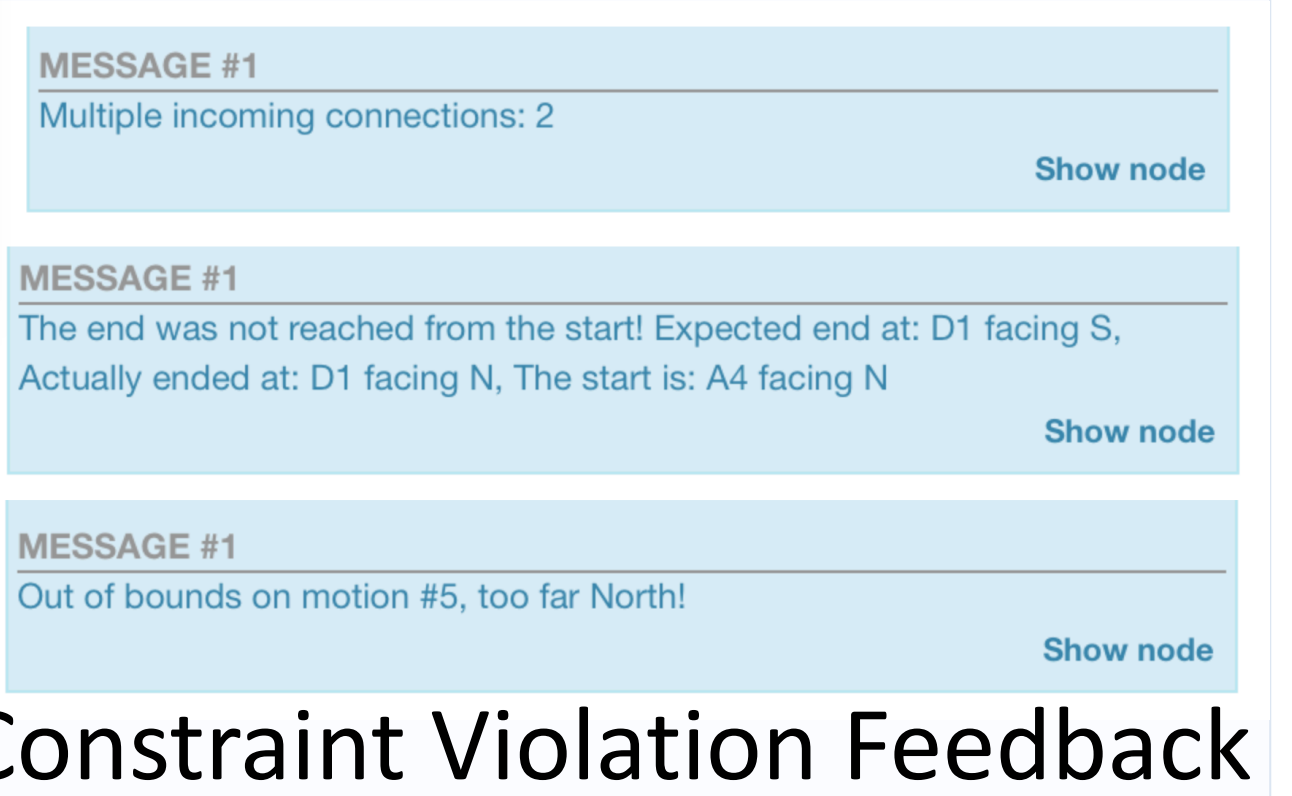 MESSAGE #1
Multiple incoming connections: 2
Show node
MESSAGE #1
The end was not reached from the start! Expected end at: D1 facing S,
Actually ended at: D1 facing N, The start is: A4 facing N
Show node
MESSAGE #1
Out of bounds on motion #5, too far North!
Show node
Constraint Violation Feedback